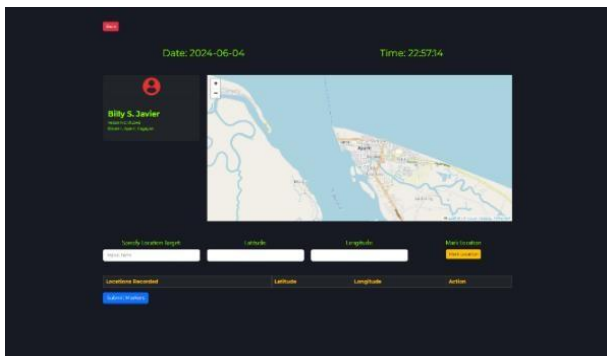 Back
Date: 2024-06-04
Time: 22:57:14
Billy S. Javier
+
-
Aparri
Specify Location Target
Latitude
Longitude
Mark Location
Mark Location
Locations Recorded
Latitude
Longitude
Action
Submit Markers